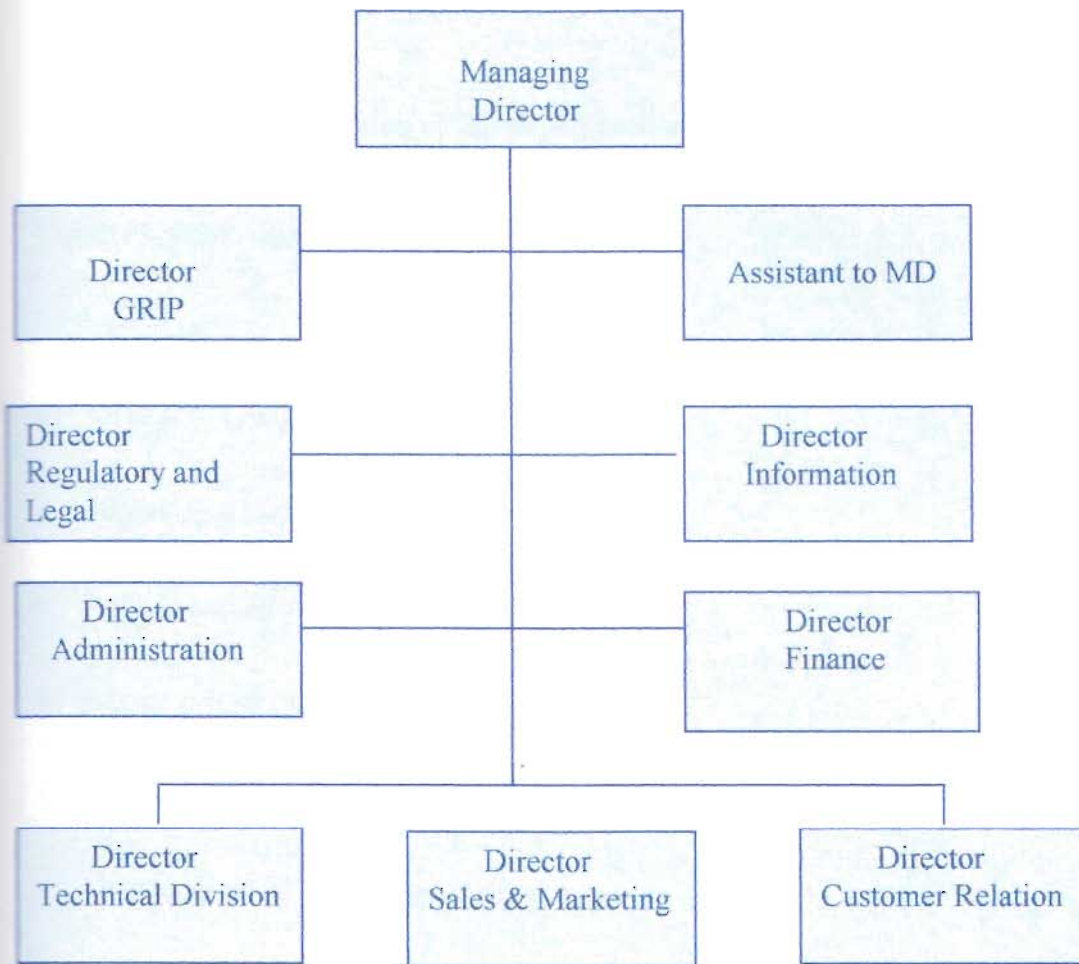 Managing
Director
Director
GRIP
Assistant to MD
Director
Regulatory and
Legal
Director
Information
Director
Administration
Director
Finance
Director
Technical Division
Director
Sales & Marketing
Director
Customer Relation